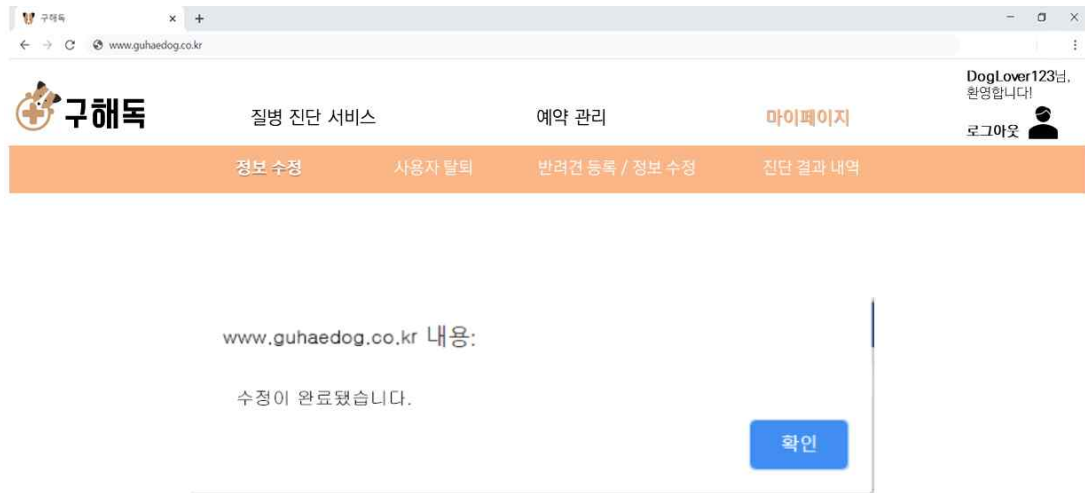 구해독
www.guhaedog.co.kr
구해독
질병 진단 서비스
예약 관리
마이페이지
DogLover123님,
환영합니다!
로그아웃
정보 수정
사용자 탈퇴
반려견 등록 / 정보 수정
진단 결과 내역
www.guhaedog.co.kr 내용:
수정이 완료됐습니다.
확인